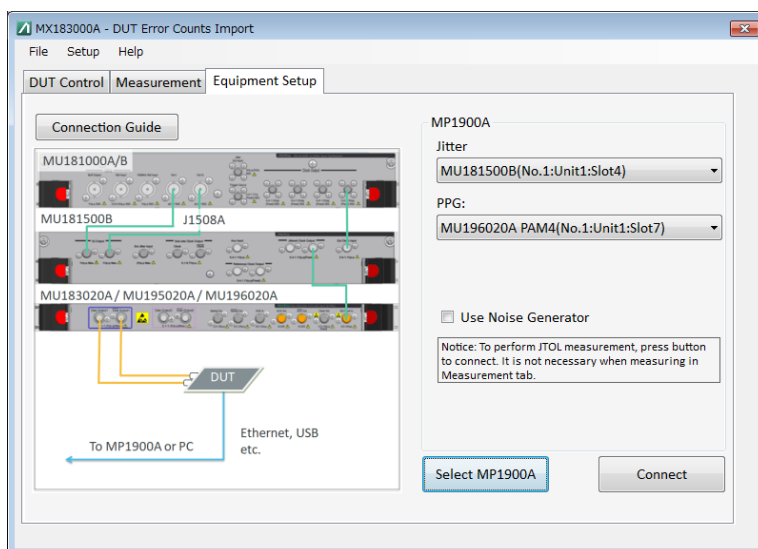 MX183000A - DUT Error Counts Import
File Setup Help
DUT Control Measurement Equipment Setup
Connection Guide
MU181000A/B
MU181500B J1508A
MU183020A / MU195020A / MU196020A
DUT
Ethernet, USB
etc.
To MP1900A or PC
MP1900A
Jitter
MU181500B(No.1:Unit1:Slot4)
PPG:
MU196020A PAM4(No.1:Unit1:Slot7)
Use Noise Generator
Notice: To perform JTOL measurement, press button
to connect. It is not necessary when measuring in
Measurement tab.
Select MP1900A
Connect